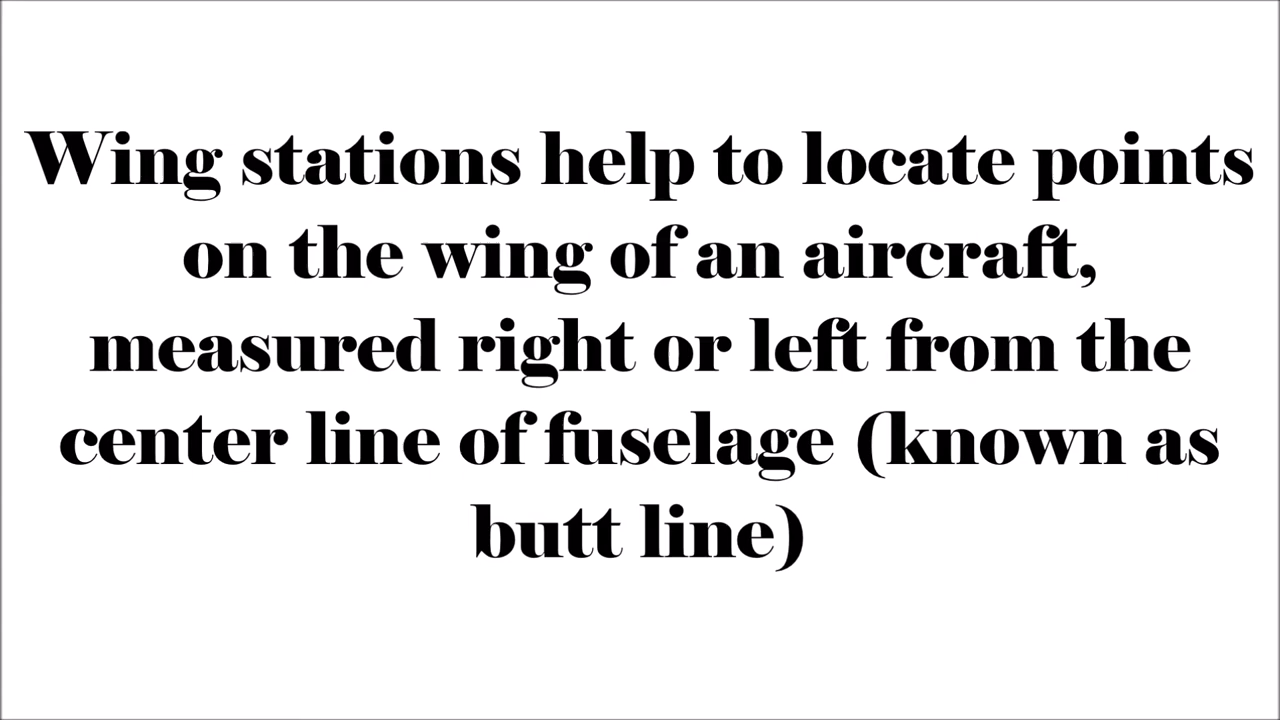 Wing stations help to locate points
on the wing of an aircraft,
measured right or left from the
center line of fuselage (known as
butt line)